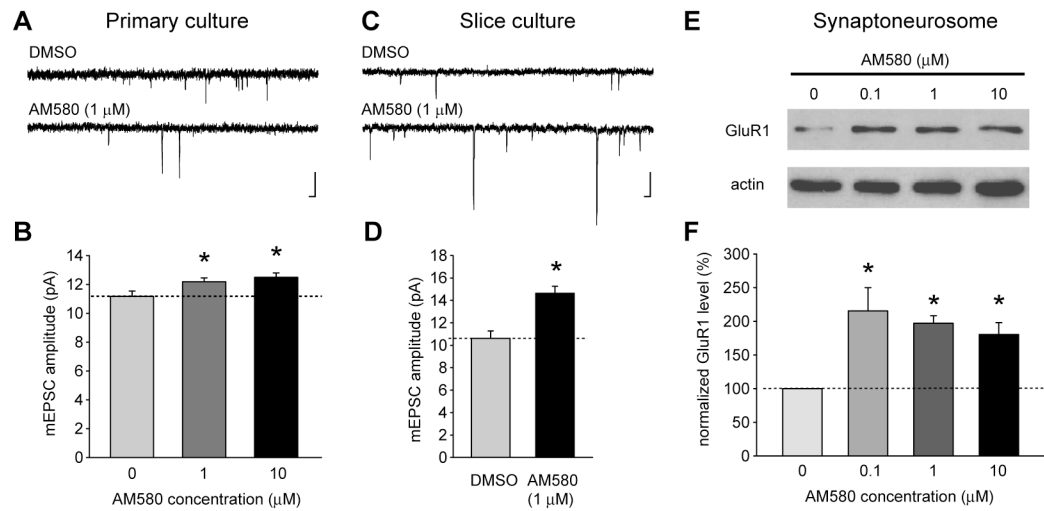 A Primary culture
DMSO
AM580 (1 μM)
B
mEPSC amplitude (pA)
14
12
10
8
6
4
2
0
* *
0 1 10
AM580 concentration (μM)
C Slice culture
DMSO
AM580 (1 μM)
D
mEPSC amplitude (pA)
18
16
14
12
10
8
6
4
2
0
*
DMSO AM580
(1 μM)
E Synaptoneurosome
AM580 (μM)
0 0.1 1 10
GluR1
actin
F
normalized GluR1 level (%)
300
250
200
150
100
50
0
* * *
0 0.1 1 10
AM580 concentration (μM)